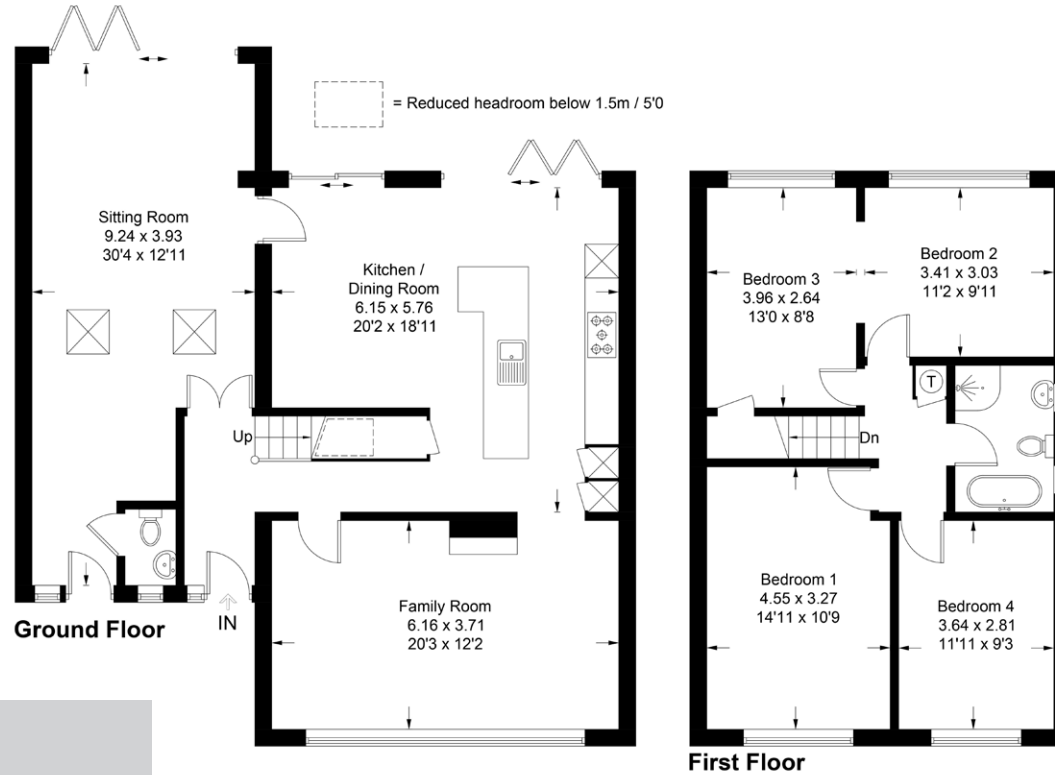 = Reduced headroom below 1.5m / 5'0
Sitting Room
9.24 x 3.93
30'4 x 12'11
Kitchen /
Dining Room
6.15 x 5.76
20'2 x 18'11
Up
IN
Family Room
6.16 x 3.71
20'3 x 12'2
Ground Floor
Bedroom 3
3.96 x 2.64
13'0 x 8'8
Bedroom 2
3.41 x 3.03
11'2 x 9'11
T
Dn
Bedroom 1
4.55 x 3.27
14'11 x 10'9
Bedroom 4
3.64 x 2.81
11'11 x 9'3
First Floor